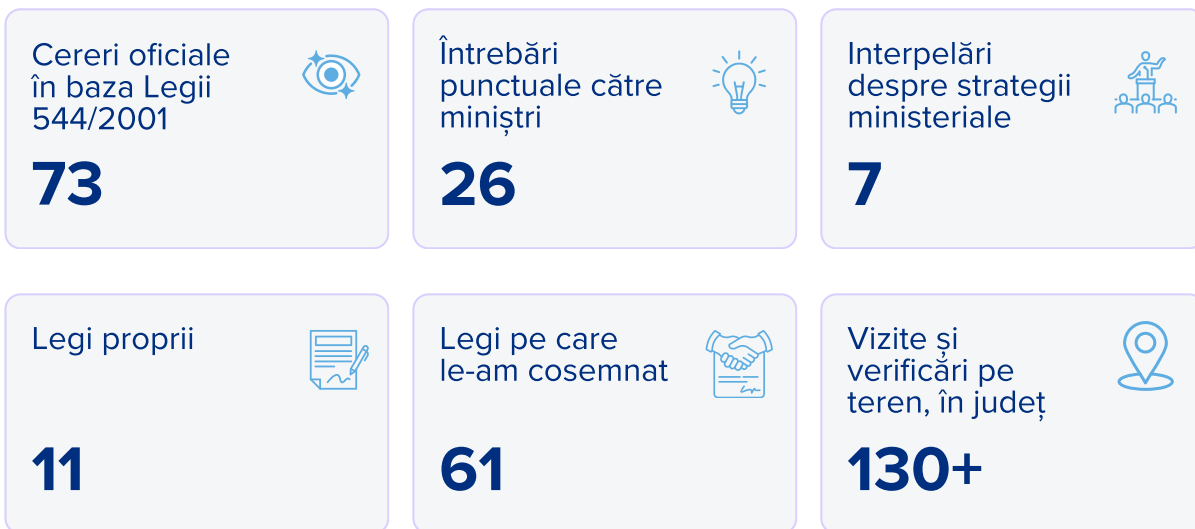 Cereri oficiale
în baza Legii
544/2001
73
Întrebări
punctuale către
miniștri
26
Interpelări
despre strategii
ministeriale
7
Legi proprii
11
Legi pe care
le-am cosemnat
61
Vizite și
verificări pe
teren, în județ
130+